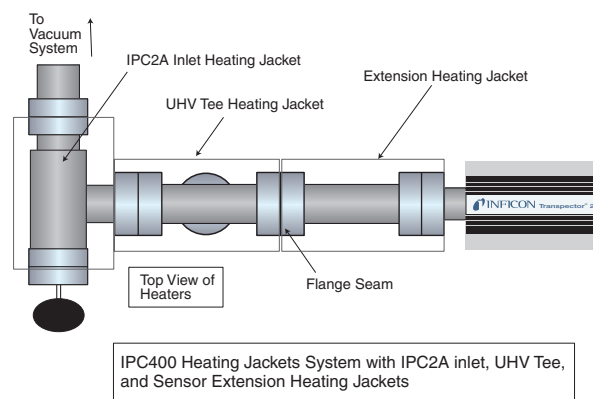 To
Vacuum
System
IPC2A Inlet Heating Jacket
Extension Heating Jacket
UHV Tee Heating Jacket
INFICON Transpector® 2
Top View of
Heaters
Flange Seam
IPC400 Heating Jackets System with IPC2A inlet, UHV Tee,
and Sensor Extension Heating Jackets